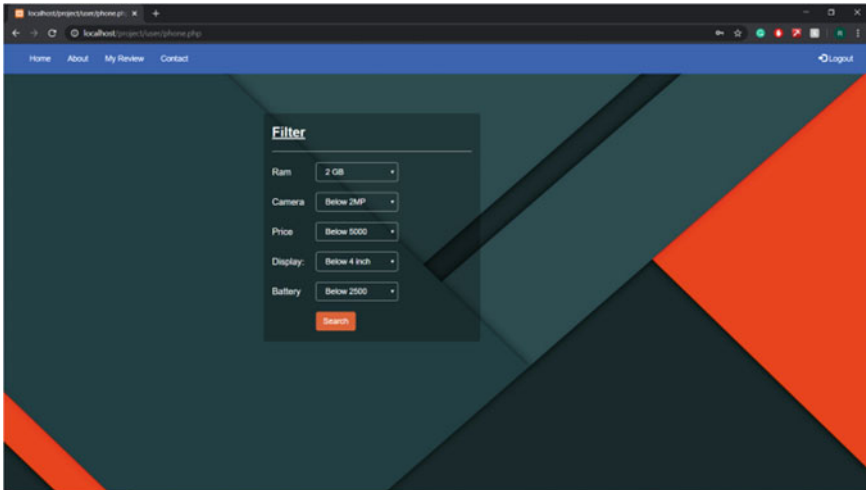 localhost/project/user/phone.ph
localhost/project/user/phone.php
Home About My Review Contact Logout
Filter
Ram 2 GB
Camera Below 2MP
Price Below 5000
Display: Below 4 inch
Battery Below 2500
Search